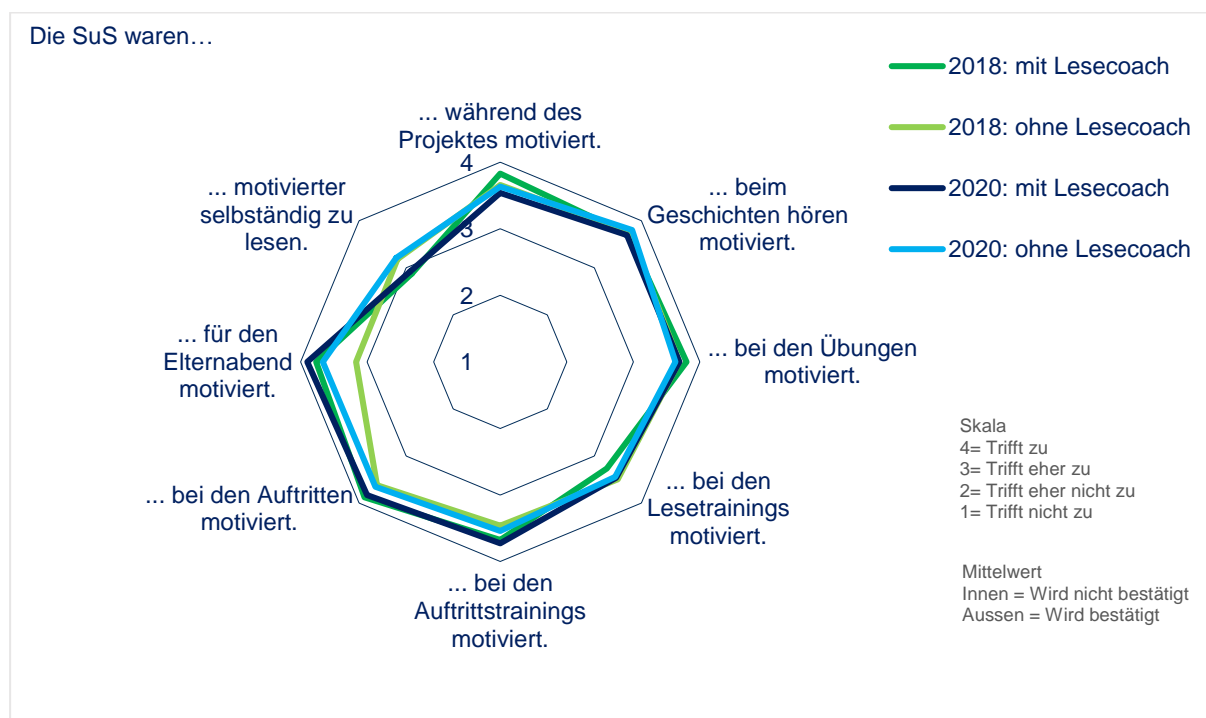 Die SuS waren…
2018: mit Lesecoach
2018: ohne Lesecoach
2020: mit Lesecoach
2020: ohne Lesecoach
... während des
Projektes motiviert.
... beim
Geschichten hören
motiviert.
... bei den Übungen
motiviert.
... bei den
Lesetrainings
motiviert.
... bei den
Auftrittstrainings
motiviert.
... bei den Auftritten
motiviert.
... für den
Elternabend
motiviert.
... motivierter
selbständig zu
lesen.
4
3
2
1
Skala
4= Trifft zu
3= Trifft eher zu
2= Trifft eher nicht zu
1= Trifft nicht zu
Mittelwert
Innen = Wird nicht bestätigt
Aussen = Wird bestätigt